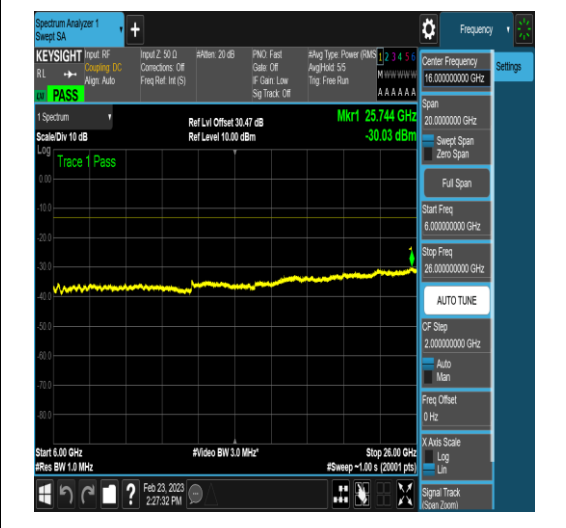 Spectrum Analyzer 1
Swept SA
+
Frequency
KEYSIGHT
RL
PASS
Input: RF
Coupling: DC
Align: Auto
Input Z: 50 Ω
Corrections: Off
Freq Ref: Int (S)
#Atten: 20 dB
PNO: Fast
Gate: Off
IF Gain: Low
Sig Track: Off
#Avg Type: Power (RMS
Avg|Hold: 5/5
Trig: Free Run
1 2 3 4 5 6
M W W W W W
A A A A A A
1 Spectrum
Scale/Div 10 dB
Ref Lvl Offset 30.47 dB
Ref Level 10.00 dBm
Mkr1 25.744 GHz
-30.03 dBm
Log
Trace 1 Pass
0.00
-10.0
-20.0
-30.0
-40.0
-50.0
-60.0
-70.0
-80.0
1
Start 6.00 GHz
#Res BW 1.0 MHz
#Video BW 3.0 MHz*
Stop 26.00 GHz
#Sweep ~1.00 s (20001 pts)
?
Feb 23, 2023
2:27:32 PM
Center Frequency
16.000000000 GHz
Settings
Span
20.0000000 GHz
Swept Span
Zero Span
Full Span
Start Freq
6.000000000 GHz
Stop Freq
26.000000000 GHz
AUTO TUNE
CF Step
2.000000000 GHz
Auto
Man
Freq Offset
0 Hz
X Axis Scale
Log
Lin
Signal Track
(Span Zoom)